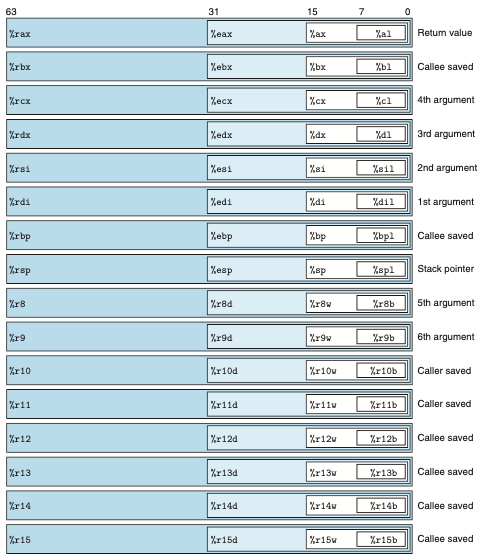 63 31 15 7 0
%rax %eax %ax %al Return value
%rbx %ebx %bx %bl Callee saved
%rcx %ecx %cx %cl 4th argument
%rdx %edx %dx %dl 3rd argument
%rsi %esi %si %sil 2nd argument
%rdi %edi %di %dil 1st argument
%rbp %ebp %bp %bpl Callee saved
%rsp %esp %sp %spl Stack pointer
%r8 %r8d %r8w %r8b 5th argument
%r9 %r9d %r9w %r9b 6th argument
%r10 %r10d %r10w %r10b Caller saved
%r11 %r11d %r11w %r11b Caller saved
%r12 %r12d %r12w %r12b Callee saved
%r13 %r13d %r13w %r13b Callee saved
%r14 %r14d %r14w %r14b Callee saved
%r15 %r15d %r15w %r15b Callee saved